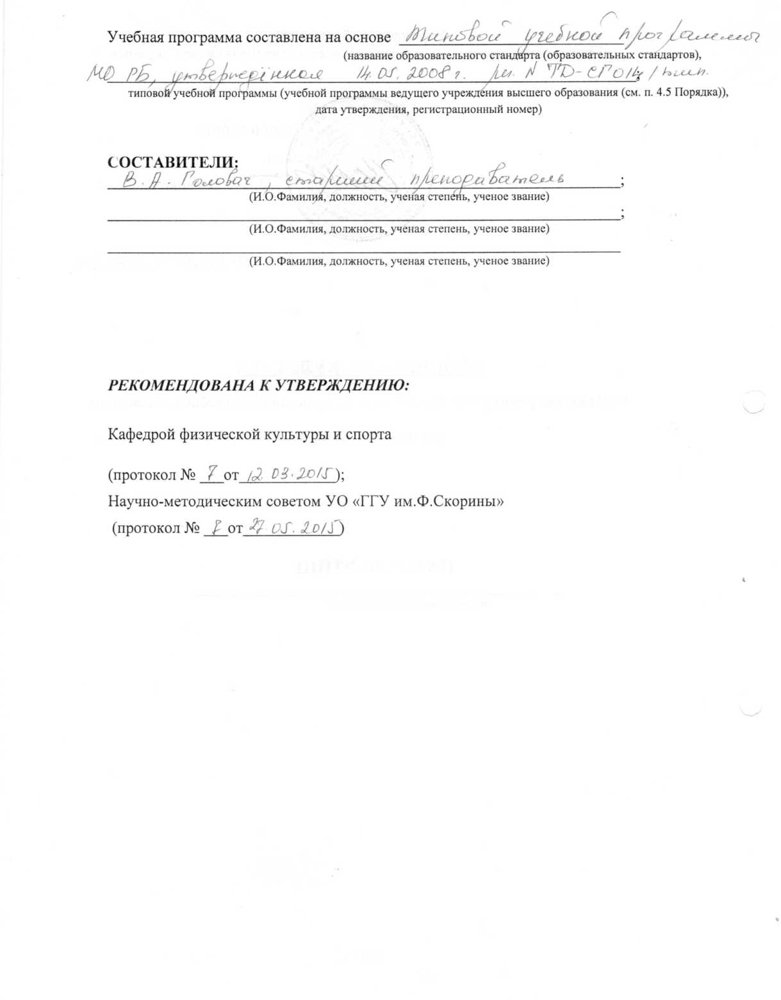 Учебная программа составлена на основе Типовой учебной программы
(название образовательного стандарта (образовательных стандартов),
МО РБ, утверждённой 14.05.2008 г. рег. N ТД-СГ 014/тип.
типовой учебной программы (учебной программы ведущего учреждения высшего образования (см. п. 4.5 Порядка)),
дата утверждения, регистрационный номер)
СОСТАВИТЕЛИ:
В.А. Головач, старший преподаватель;
(И.О.Фамилия, должность, ученая степень, ученое звание)
;
(И.О.Фамилия, должность, ученая степень, ученое звание)
(И.О.Фамилия, должность, ученая степень, ученое звание)
РЕКОМЕНДОВАНА К УТВЕРЖДЕНИЮ:
Кафедрой физической культуры и спорта
(протокол № 7 от 12.03.2015);
Научно-методическим советом УО «ГГУ им.Ф.Скорины»
(протокол № от 27.05.2015)